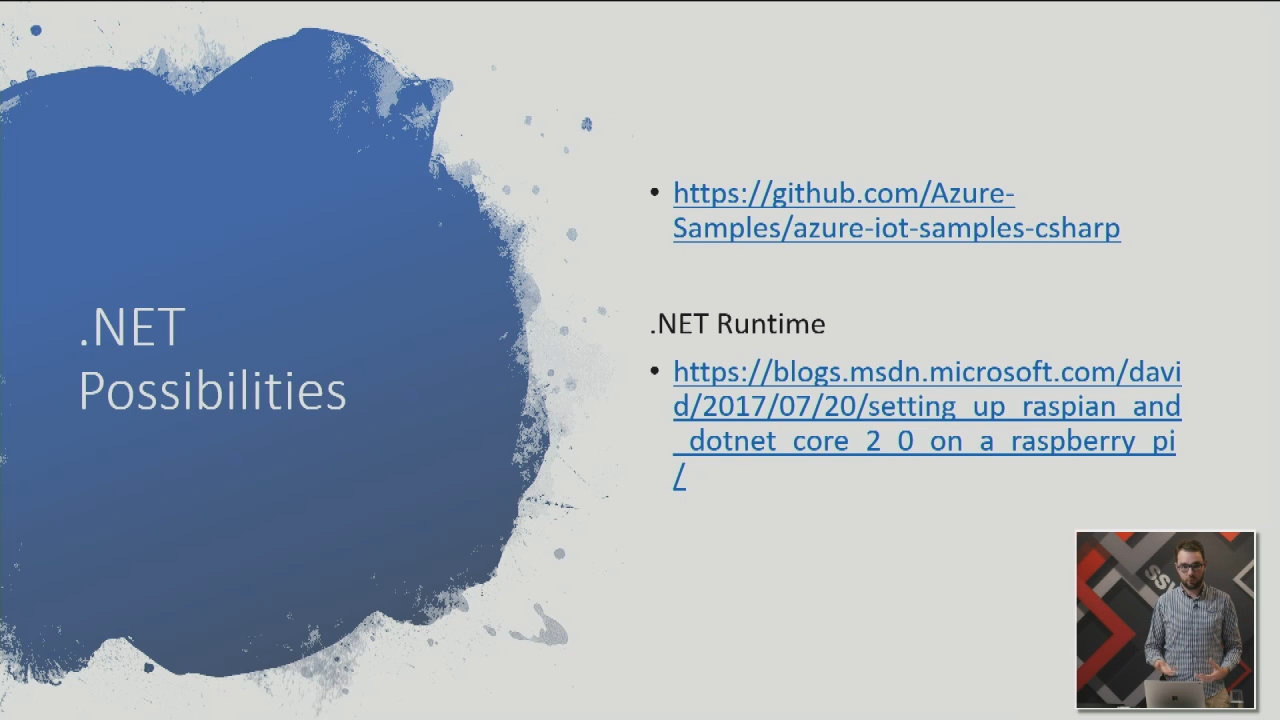 .NET
Possibilities
• https://github.com/Azure-
Samples/azure-iot-samples-csharp
.NET Runtime
• https://blogs.msdn.microsoft.com/davi
d/2017/07/20/setting_up_raspian_and
_dotnet_core_2_0_on_a_raspberry_pi
/